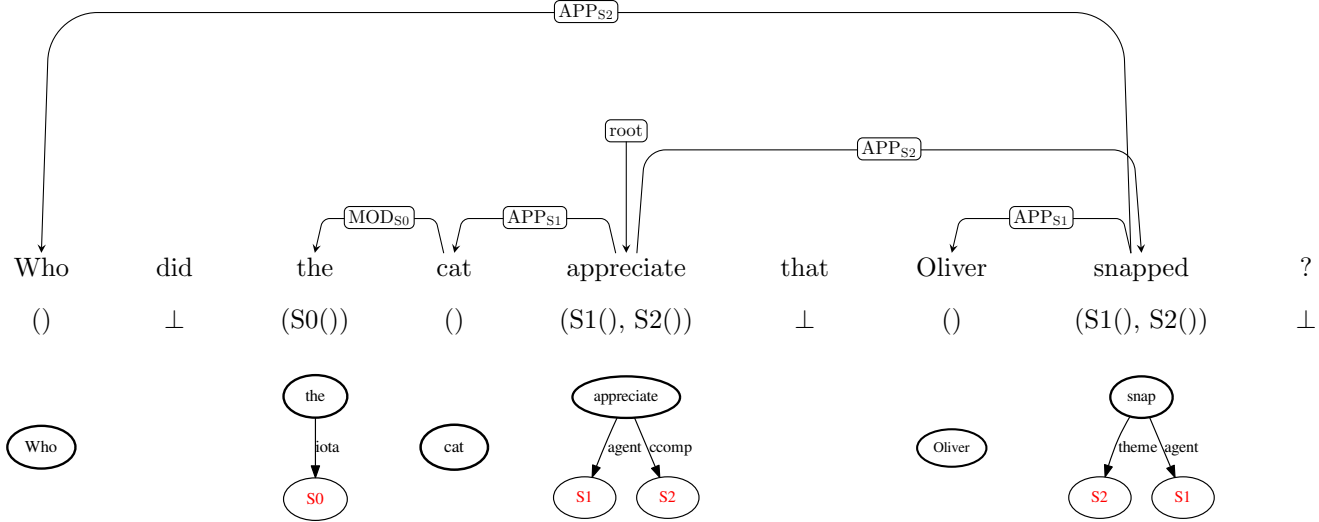 APP_S2
root
APP_S2
MOD_S0 APP_S1 APP_S1
Who did the cat appreciate that Oliver snapped ?
() ⊥ (S0()) () (S1(), S2()) ⊥ () (S1(), S2()) ⊥
the appreciate snap
Who iota cat agent ccomp Oliver theme agent
S0 S1 S2 S2 S1